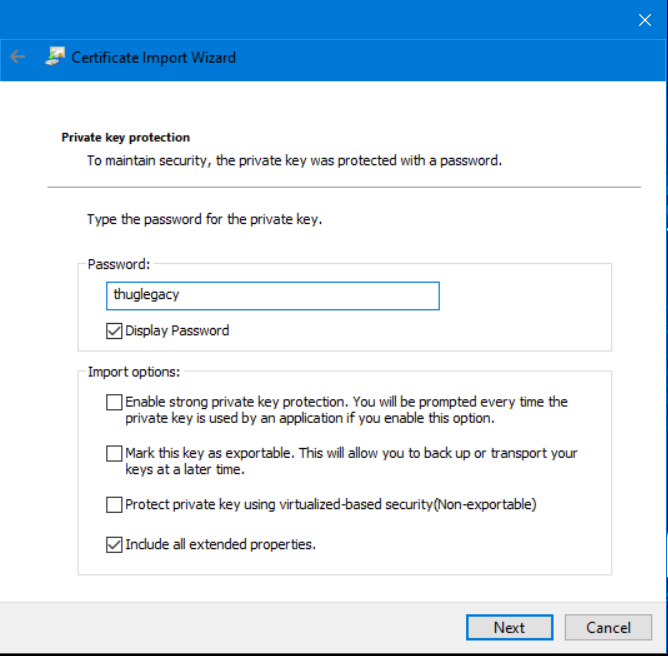 Certificate Import Wizard
Private key protection
To maintain security, the private key was protected with a password.
Type the password for the private key.
Password:
thuglegacy
Display Password
Import options:
Enable strong private key protection. You will be prompted every time the
private key is used by an application if you enable this option.
Mark this key as exportable. This will allow you to back up or transport your
keys at a later time.
Protect private key using virtualized-based security(Non-exportable)
Include all extended properties.
Next
Cancel